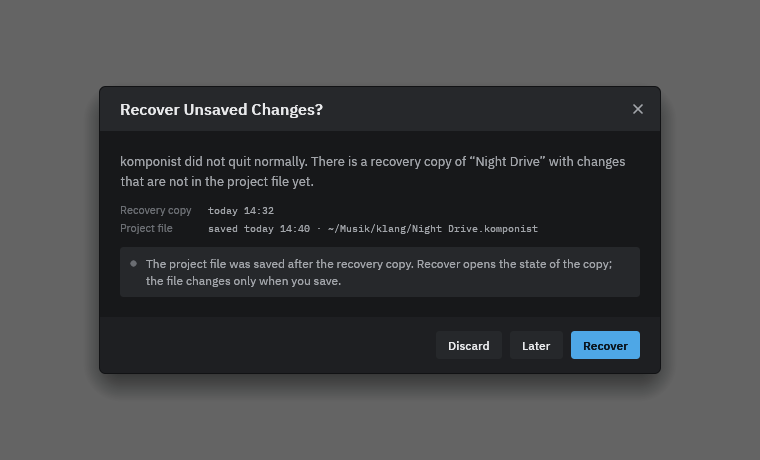 Recover Unsaved Changes?
komponist did not quit normally. There is a recovery copy of “Night Drive” with changes
that are not in the project file yet.
Recovery copy today 14:32
Project file saved today 14:40 · ~/Musik/klang/Night Drive.komponist
The project file was saved after the recovery copy. Recover opens the state of the copy;
the file changes only when you save.
Discard Later Recover